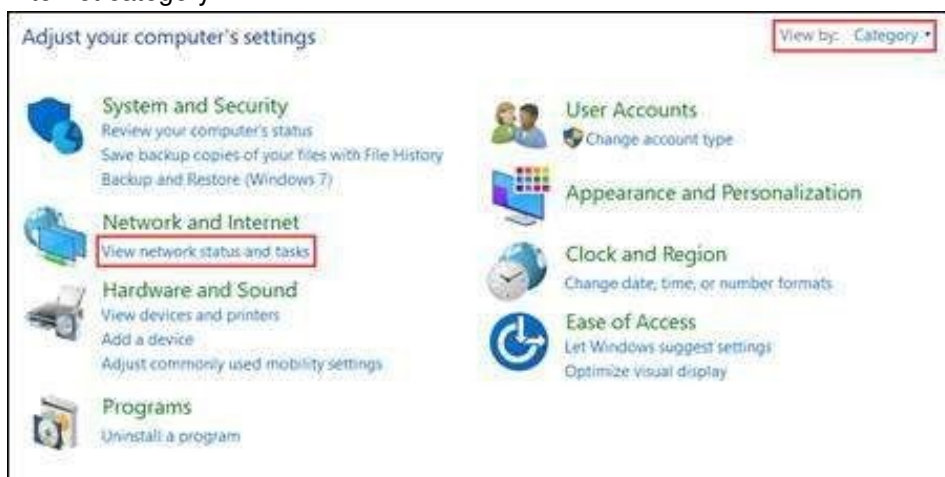 Adjust your computer's settings
View by: Category
System and Security
Review your computer's status
Save backup copies of your files with File History
Backup and Restore (Windows 7)
Network and Internet
View network status and tasks
Hardware and Sound
View devices and printers
Add a device
Adjust commonly used mobility settings
Programs
Uninstall a program
User Accounts
Change account type
Appearance and Personalization
Clock and Region
Change date, time, or number formats
Ease of Access
Let Windows suggest settings
Optimize visual display